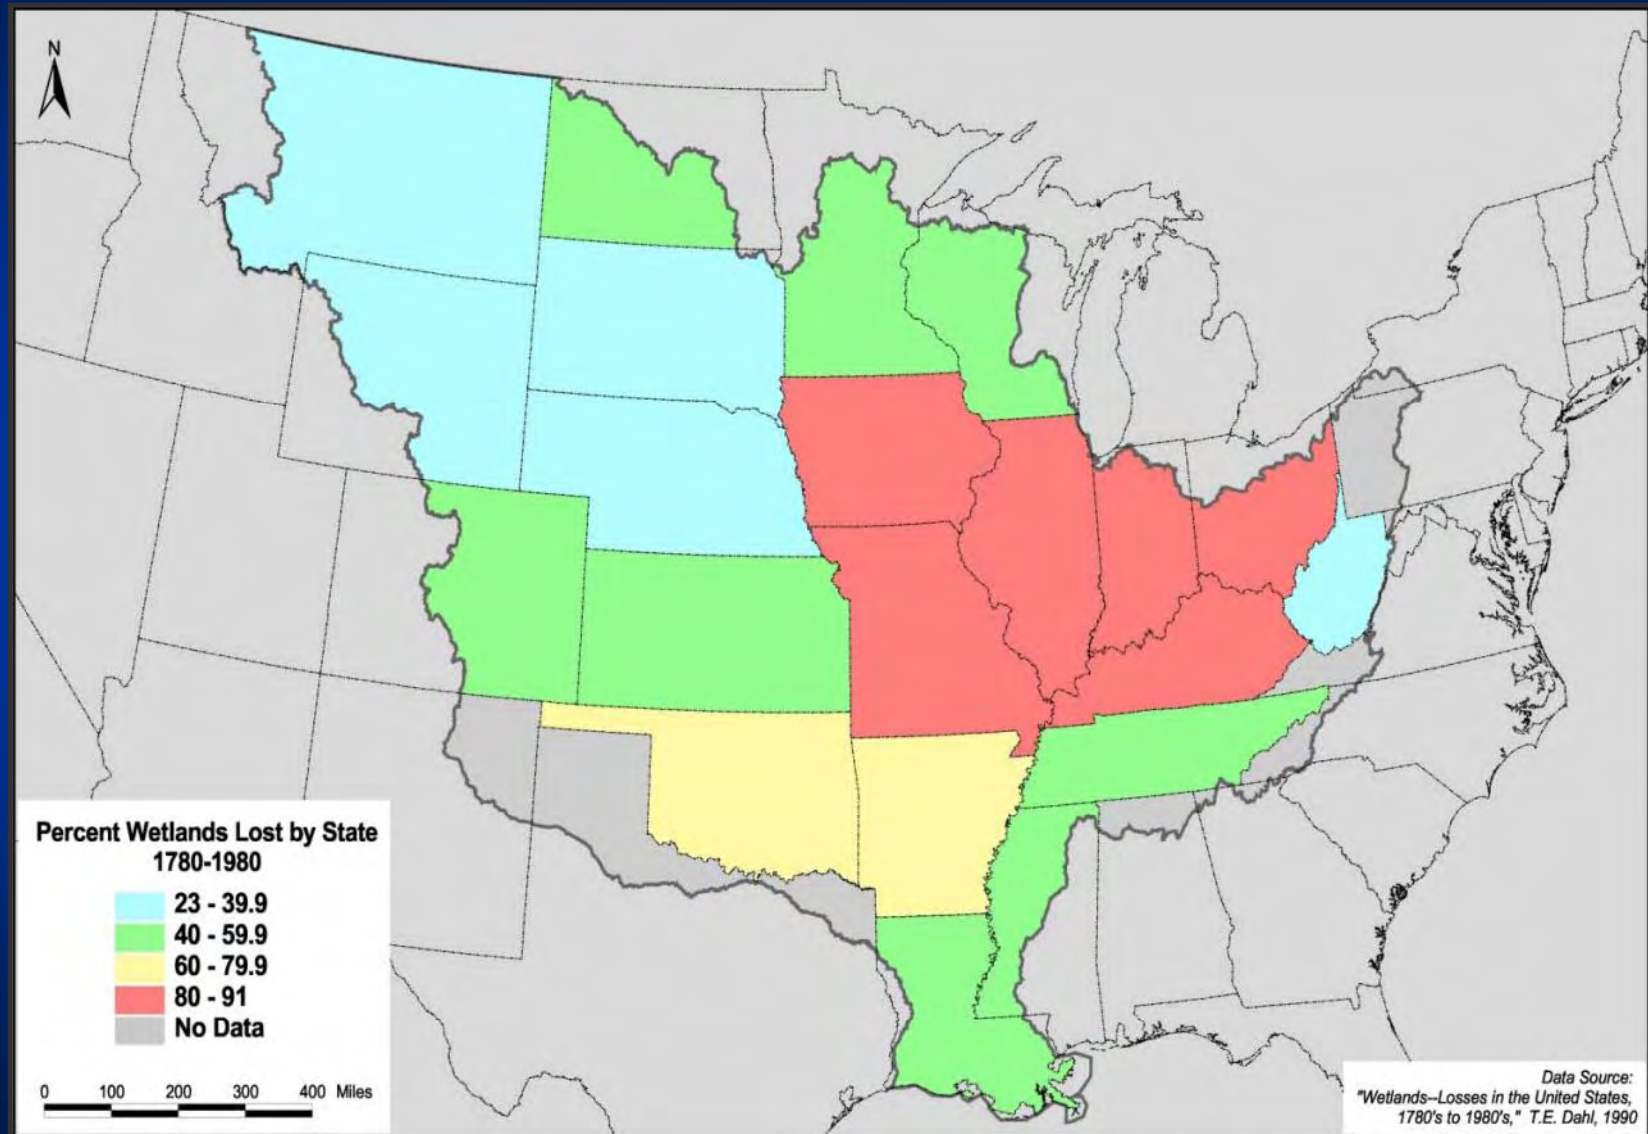 N
Percent Wetlands Lost by State
1780-1980
23 - 39.9
40 - 59.9
60 - 79.9
80 - 91
No Data
0 100 200 300 400 Miles
Data Source:
"Wetlands--Losses in the United States,
1780's to 1980's," T.E. Dahl, 1990